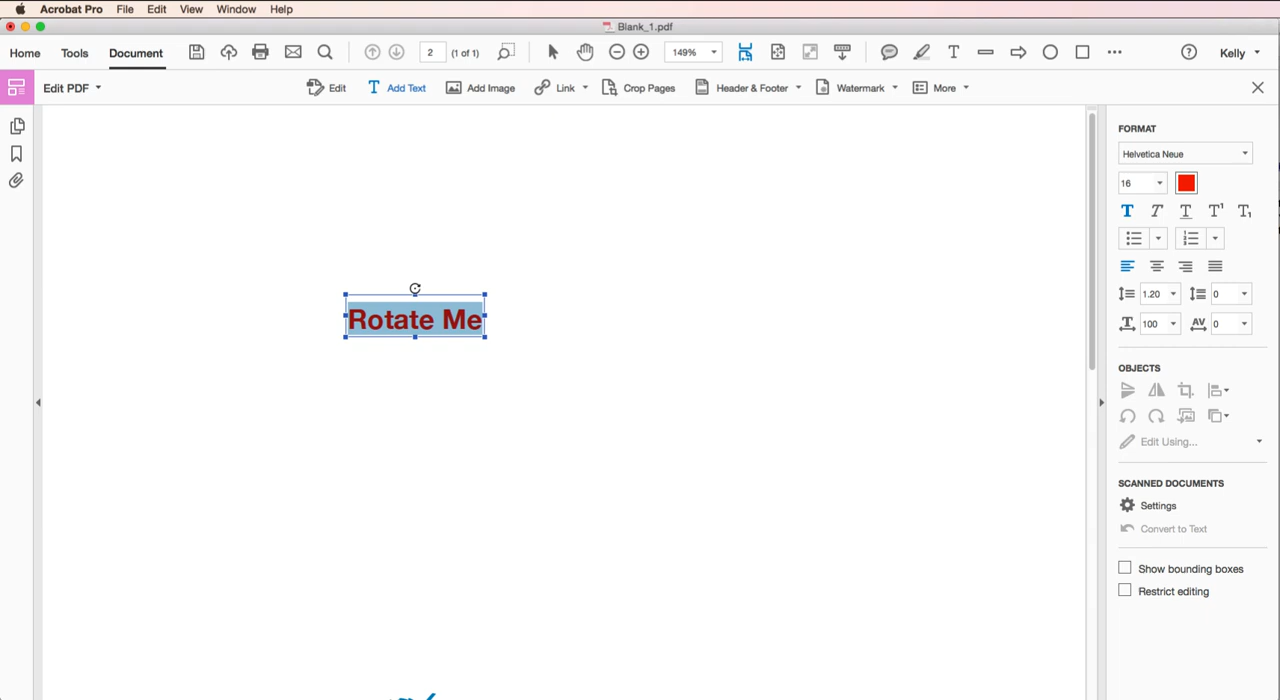 Acrobat Pro File Edit View Window Help
Blank_1.pdf
Home Tools Document 2 (1 of 1) 149% Kelly
Edit PDF Edit Add Text Add Image Link Crop Pages Header & Footer Watermark More
FORMAT
Helvetica Neue
16
1.20 0
100 0
Rotate Me
OBJECTS
Edit Using...
SCANNED DOCUMENTS
Settings
Convert to Text
Show bounding boxes
Restrict editing